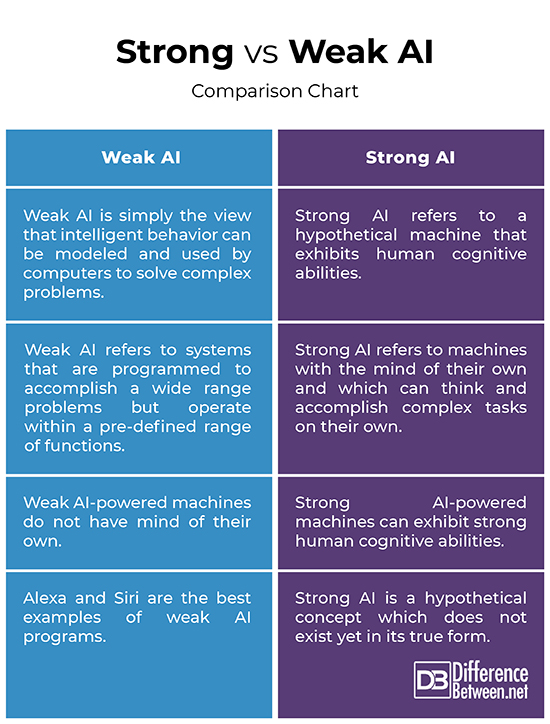 Strong vs Weak AI
Comparison Chart
Weak AI
Strong AI
Weak AI is simply the view
that intelligent behavior can
be modeled and used by
computers to solve complex
problems.
Strong AI refers to a
hypothetical machine that
exhibits human cognitive
abilities.
Weak AI refers to systems
that are programmed to
accomplish a wide range
problems but operate
within a pre-defined range
of functions.
Strong AI refers to machines
with the mind of their own
and which can think and
accomplish complex tasks
on their own.
Weak AI-powered machines
do not have mind of their
own.
Strong AI-powered
machines can exhibit strong
human cognitive abilities.
Alexa and Siri are the best
examples of weak AI
programs.
Strong AI is a hypothetical
concept which does not
exist yet in its true form.
DB Difference
Between.net